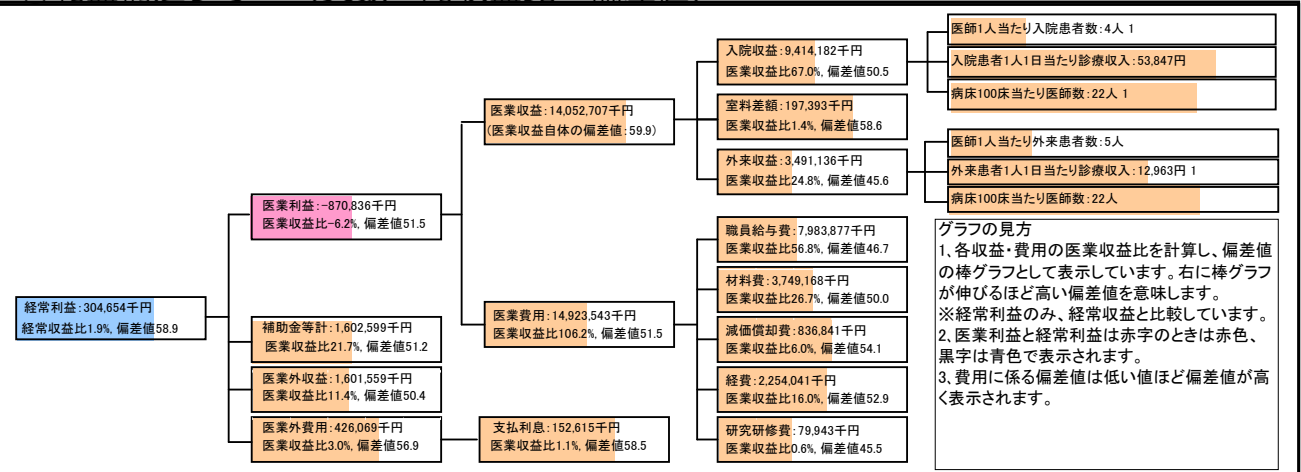 経常利益:304,654千円
経常収益比1.9%, 偏差値58.9
医業利益:-870,836千円
医業収益比-6.2%, 偏差値51.5
補助金等計:1,602,599千円
医業収益比21.7%, 偏差値51.2
医業外収益:1,601,559千円
医業収益比11.4%, 偏差値50.4
医業外費用:426,069千円
医業収益比3.0%, 偏差値56.9
支払利息:152,615千円
医業収益比1.1%, 偏差値58.5
医業収益:14,052,707千円
(医業収益自体の偏差値:59.9)
医業費用:14,923,543千円
医業収益比106.2%, 偏差値51.5
入院収益:9,414,182千円
医業収益比67.0%, 偏差値50.5
室料差額:197,393千円
医業収益比1.4%, 偏差値58.6
外来収益:3,491,136千円
医業収益比24.8%, 偏差値45.6
職員給与費:7,983,877千円
医業収益比56.8%, 偏差値46.7
材料費:3,749,168千円
医業収益比26.7%, 偏差値50.0
減価償却費:836,841千円
医業収益比6.0%, 偏差値54.1
経費:2,254,041千円
医業収益比16.0%, 偏差値52.9
研究研修費:79,943千円
医業収益比0.6%, 偏差値45.5
医師1人当たり入院患者数:4人 1
入院患者1人1日当たり診療収入:53,847円
病床100床当たり医師数:22人 1
医師1人当たり外来患者数:5人
外来患者1人1日当たり診療収入:12,963円 1
病床100床当たり医師数:22人
グラフの見方
1、各収益・費用の医業収益比を計算し、偏差値
の棒グラフとして表示しています。右に棒グラフ
が伸びるほど高い偏差値を意味します。
※経常利益のみ、経常収益と比較しています。
2、医業利益と経常利益は赤字のときは赤色、
黒字は青色で表示されます。
3、費用に係る偏差値は低い値ほど偏差値が高
く表示されます。